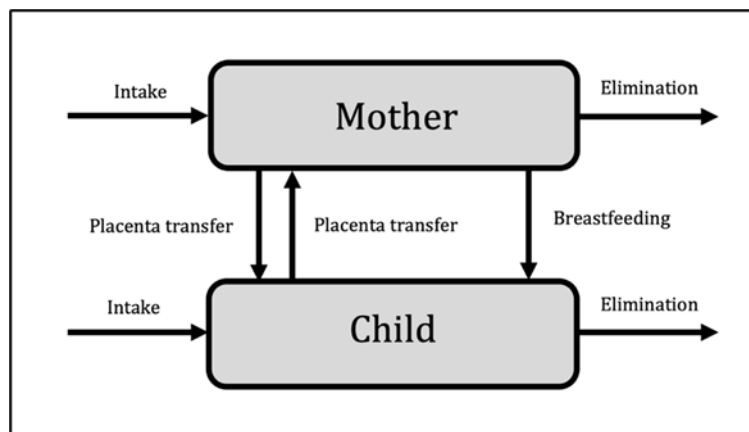 Intake
Mother
Elimination
Placenta transfer
Placenta transfer
Breastfeeding
Intake
Child
Elimination